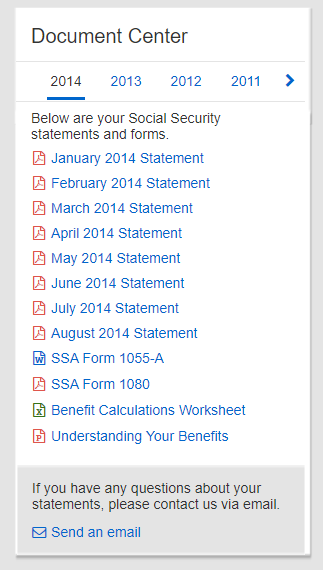 Document Center
2014 2013 2012 2011
Below are your Social Security
statements and forms.
January 2014 Statement
February 2014 Statement
March 2014 Statement
April 2014 Statement
May 2014 Statement
June 2014 Statement
July 2014 Statement
August 2014 Statement
SSA Form 1055-A
SSA Form 1080
Benefit Calculations Worksheet
Understanding Your Benefits
If you have any questions about your
statements, please contact us via email.
Send an email